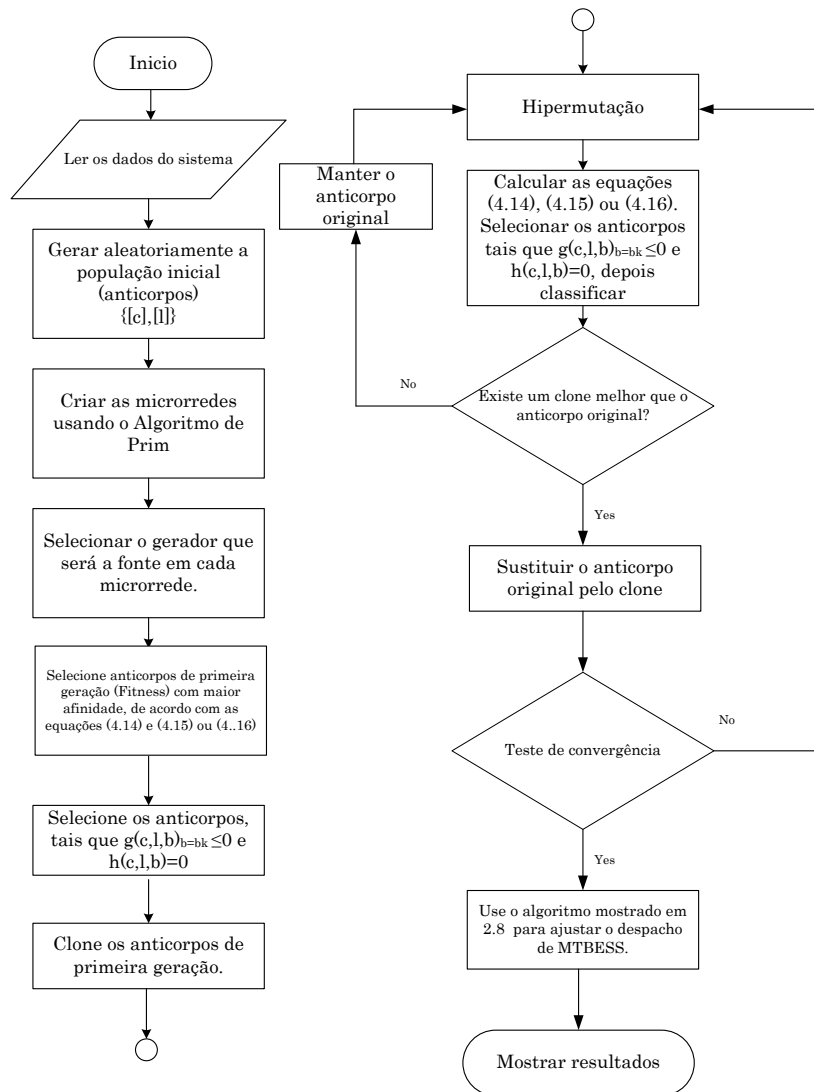 Inicio
Ler os dados do sistema
Gerar aleatoriamente a
população inicial
(anticorpos)
{[c],[l]}
Criar as microrredes
usando o Algoritmo de
Prim
Selecionar o gerador que
será a fonte em cada
microrrede.
Selecione anticorpos de primeira
geração (Fitness) com maior
afinidade, de acordo com as
equações (4.14) e (4.15) ou (4..16)
Selecione os anticorpos,
tais que g(c,l,b)b=bk ≤0 e
h(c,l,b)=0
Clone os anticorpos de
primeira geração.
Hipermutação
Manter o
anticorpo
original
Calcular as equações
(4.14), (4.15) ou (4.16).
Selecionar os anticorpos
tais que g(c,l,b)b=bk ≤0 e
h(c,l,b)=0, depois
classificar
No
Existe um clone melhor que o
anticorpo original?
Yes
Sustituir o anticorpo
original pelo clone
No
Teste de convergência
Yes
Use o algoritmo mostrado em
2.8 para ajustar o despacho
de MTBESS.
Mostrar resultados